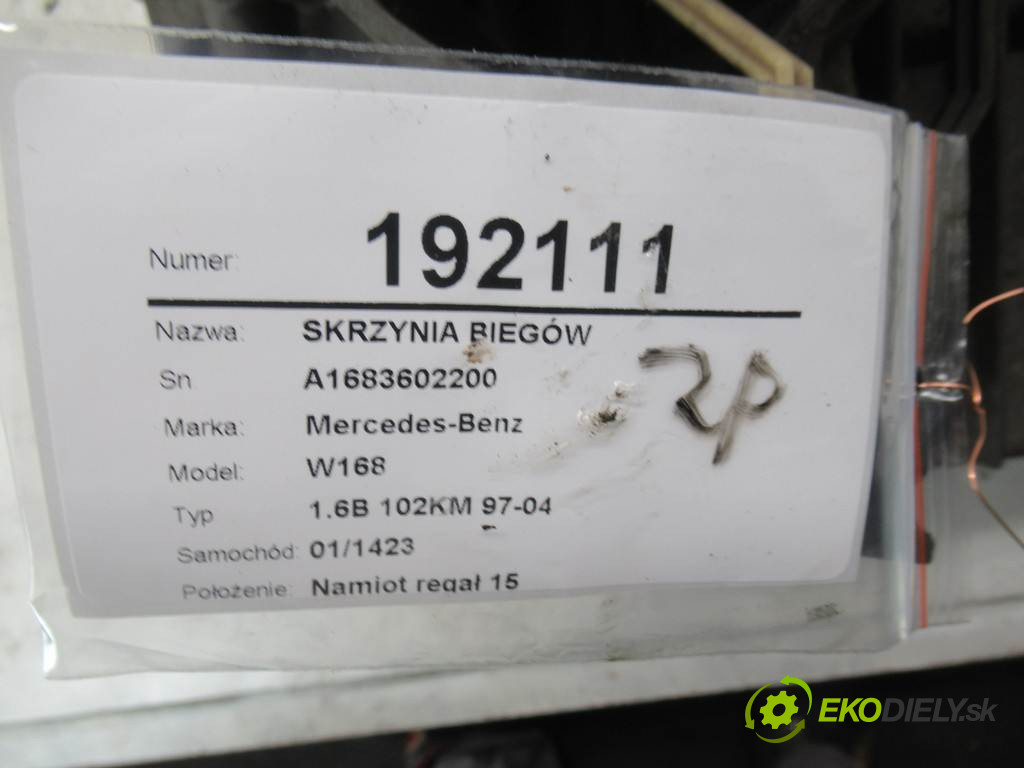 Numer: 192111
Nazwa: SKRZYNIA BIEGÓW
Sn A1683602200
Marka: Mercedes-Benz
Model: W168
Typ 1.6B 102KM 97-04
Samochód: 01/1423
Położenie: Namiot regał 15
EKODIELY.sk